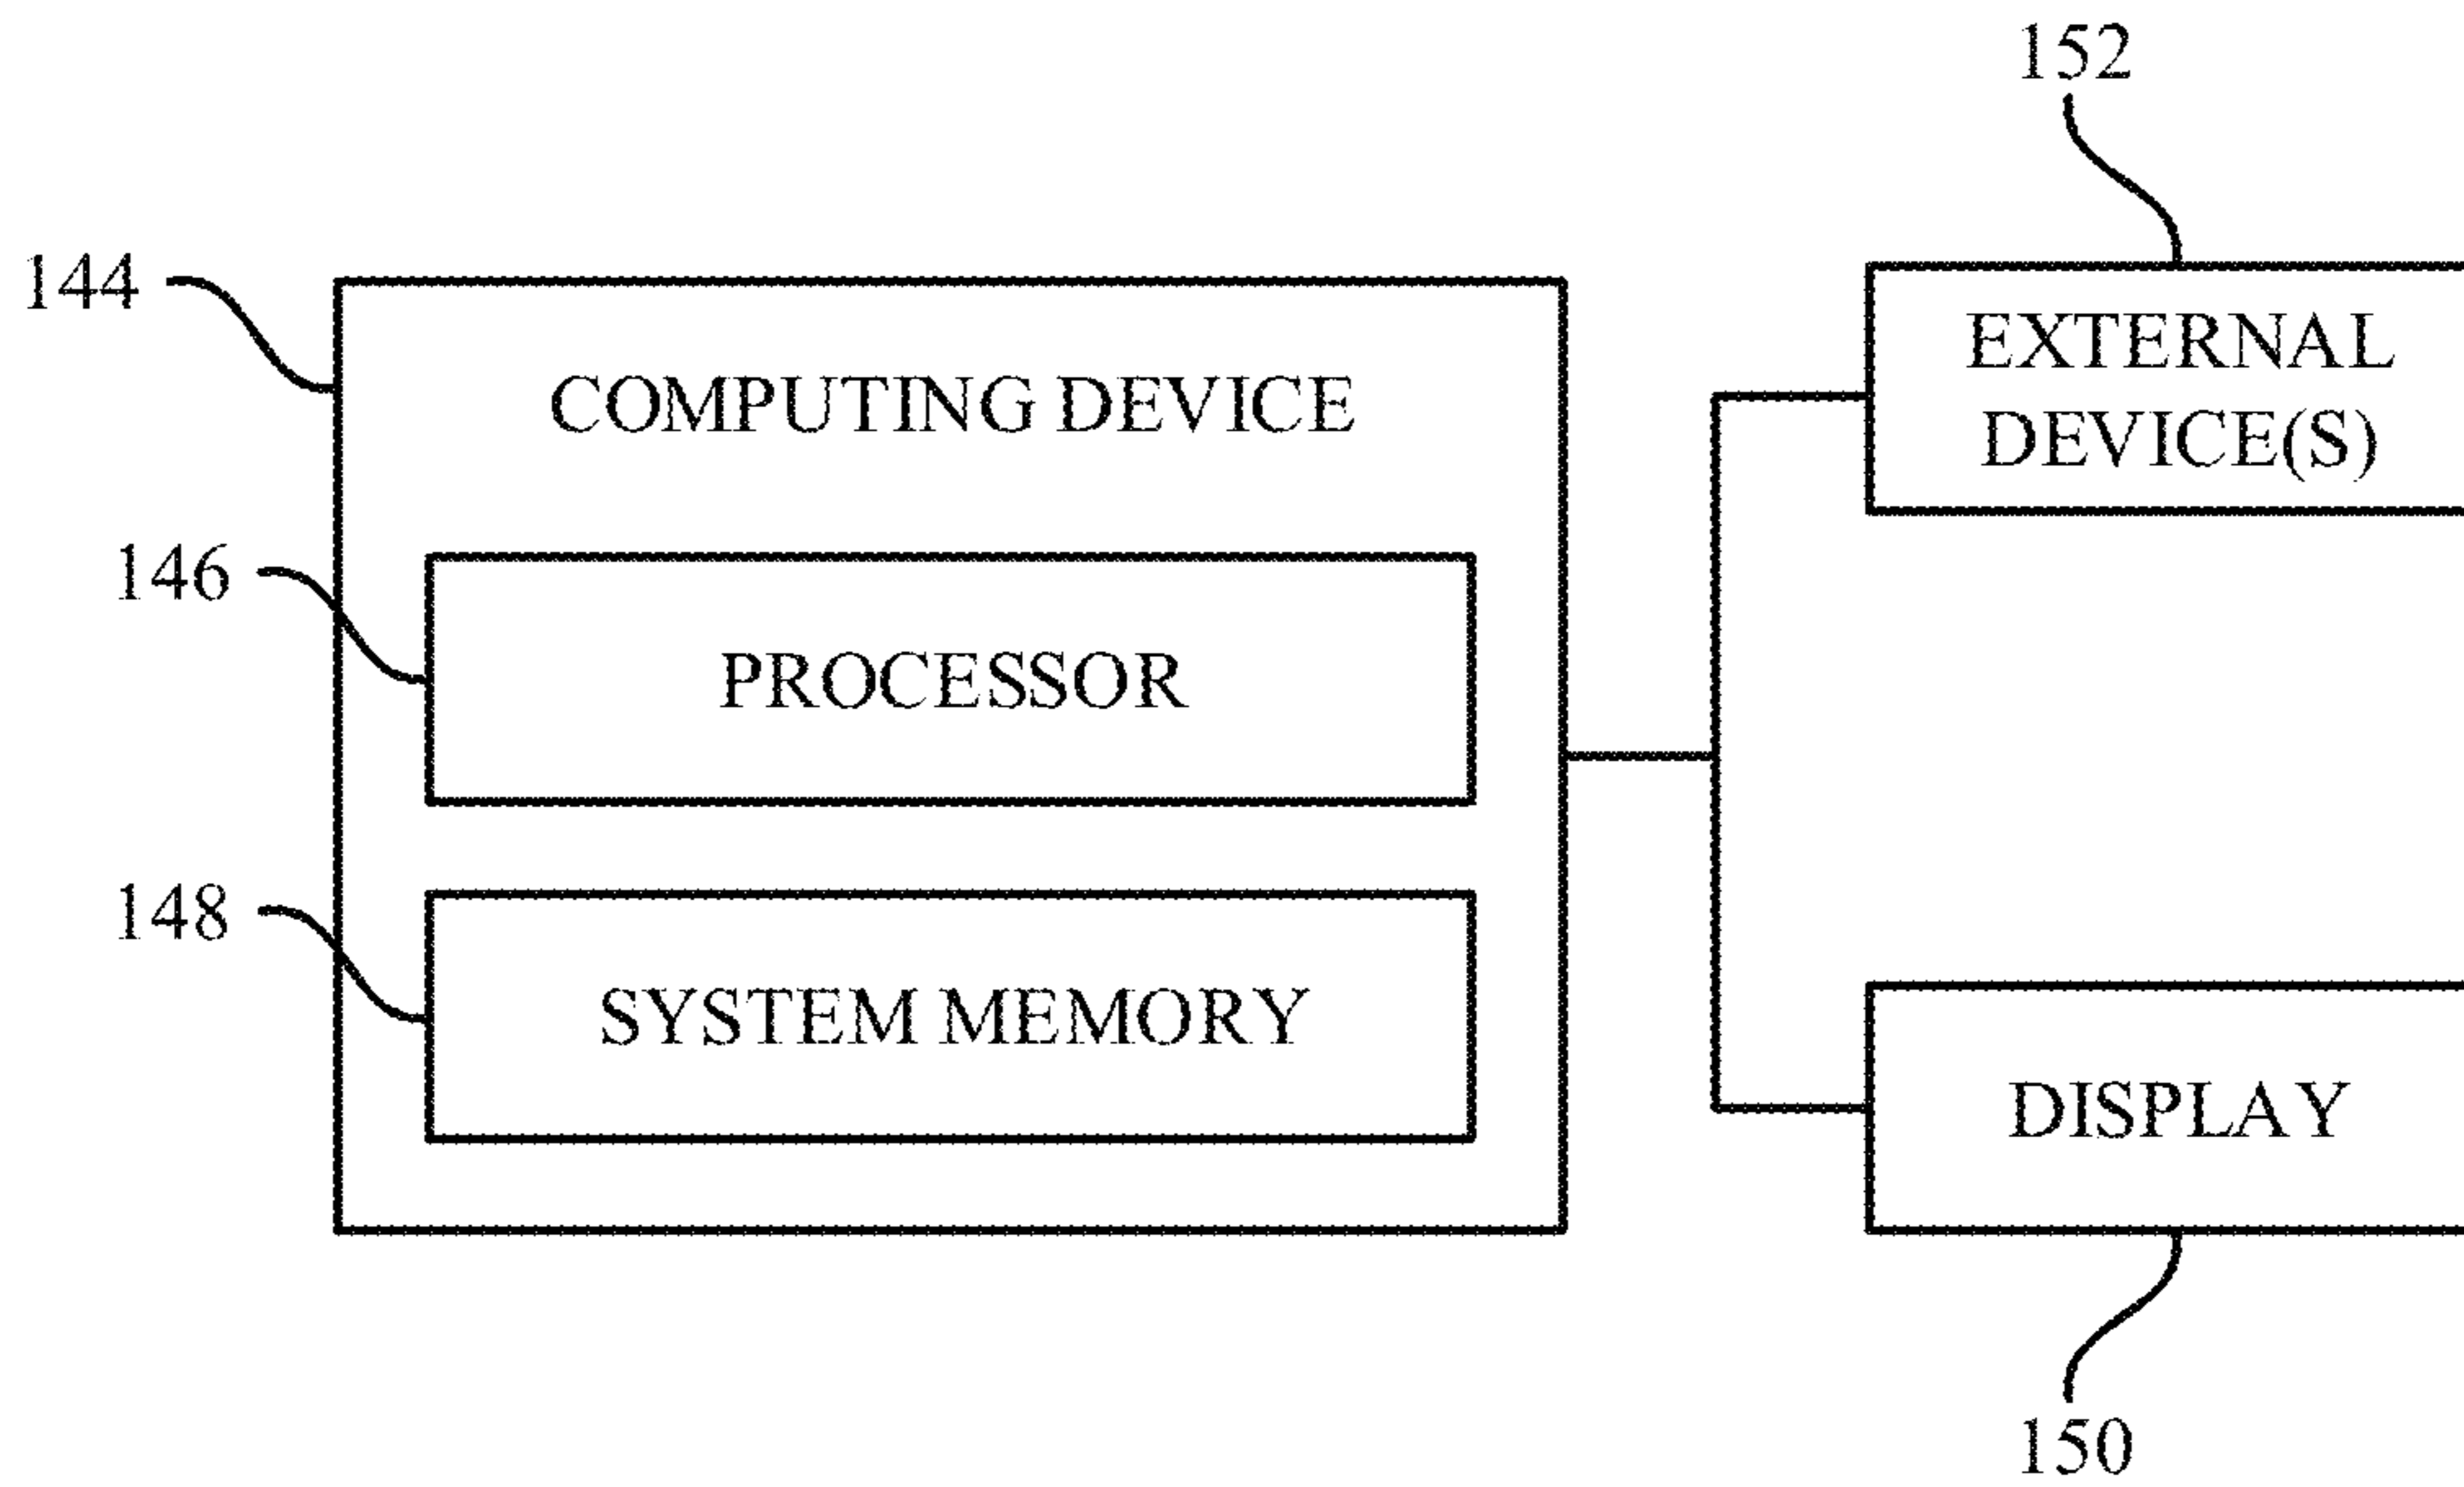 152
144
COMPUTING DEVICE
EXTERNAL
DEVICE(S)
146
PROCESSOR
148
SYSTEM MEMORY
DISPLAY
150